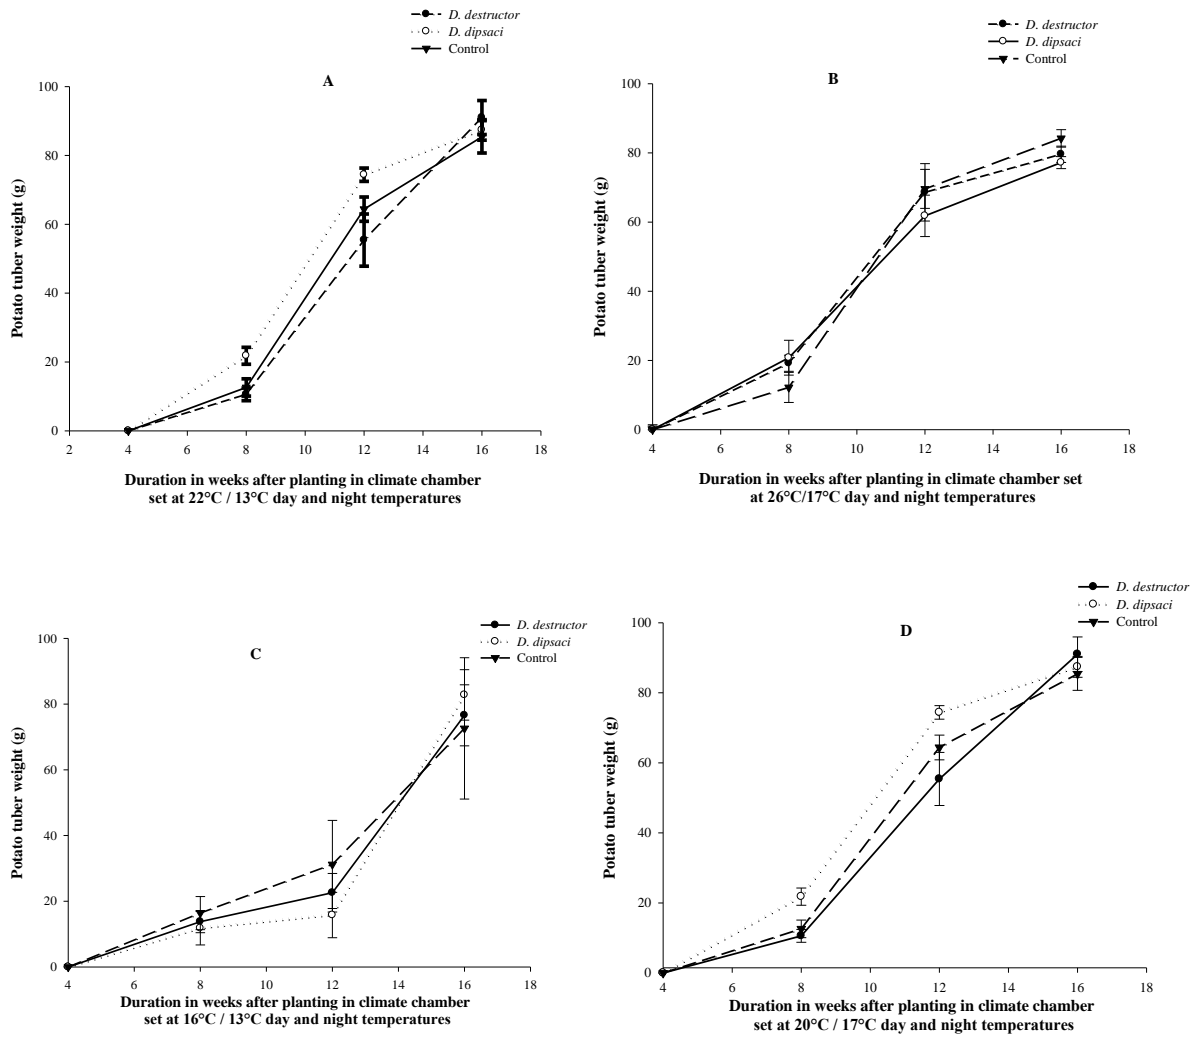 D. destructor
D. dipsaci
Control
A
100
80
60
40
20
0
2 4 6 8 10 12 14 16 18
Potato tuber weight (g)
Duration in weeks after planting in climate chamber
set at 22°C / 13°C day and night temperatures
D. destructor
D. dipsaci
Control
B
100
80
60
40
20
0
4 6 8 10 12 14 16 18
Potato tuber weight (g)
Duration in weeks after planting in climate chamber set
at 26°C/17°C day and night temperatures
D. destructor
D. dipsaci
Control
C
100
80
60
40
20
0
4 6 8 10 12 14 16 18
Potato tuber weight (g)
Duration in weeks after planting in climate chamber
set at 16°C / 13°C day and night temperatures
D. destructor
D. dipsaci
Control
D
100
80
60
40
20
0
4 6 8 10 12 14 16 18
Potato tuber weight (g)
Duration in weeks after planting in climate chamber
set at 20°C / 17°C day and night temperatures